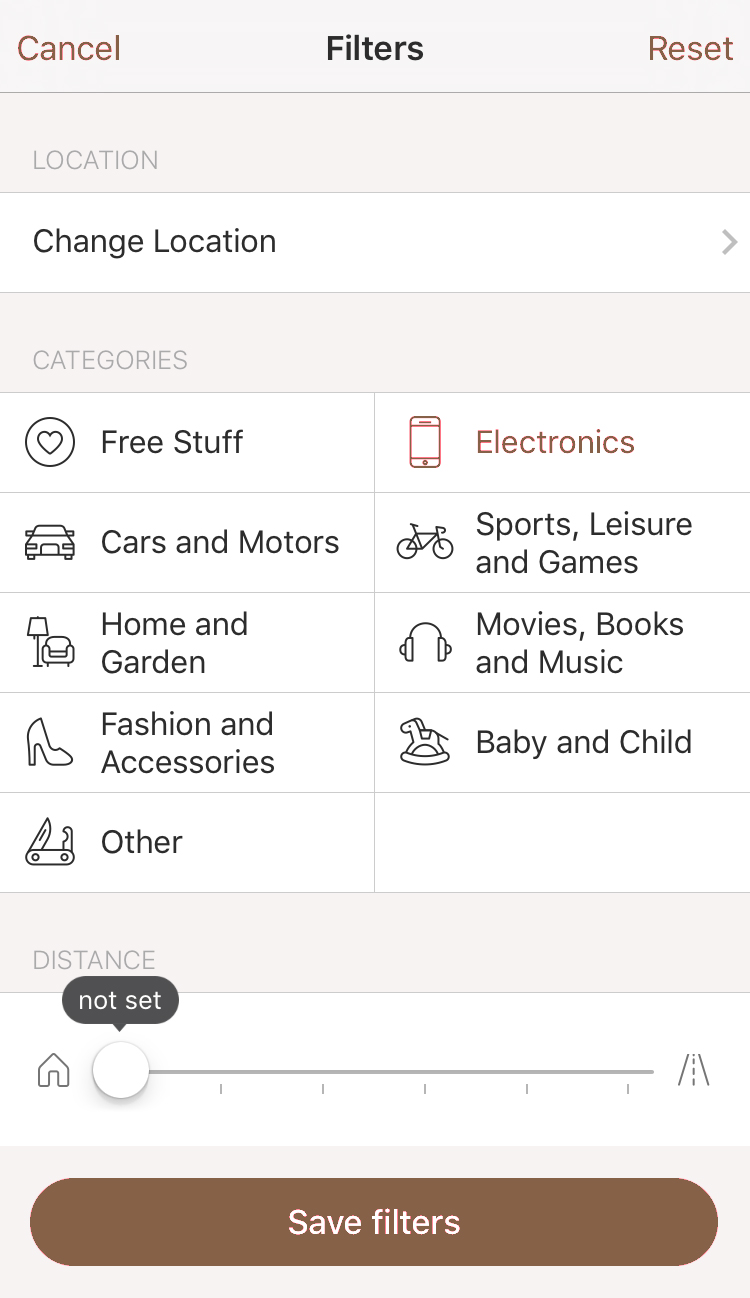 Cancel
Filters
Reset
LOCATION
Change Location
CATEGORIES
Free Stuff
Electronics
Cars and Motors
Sports, Leisure
and Games
Home and
Garden
Movies, Books
and Music
Fashion and
Accessories
Baby and Child
Other
DISTANCE
not set
Save filters